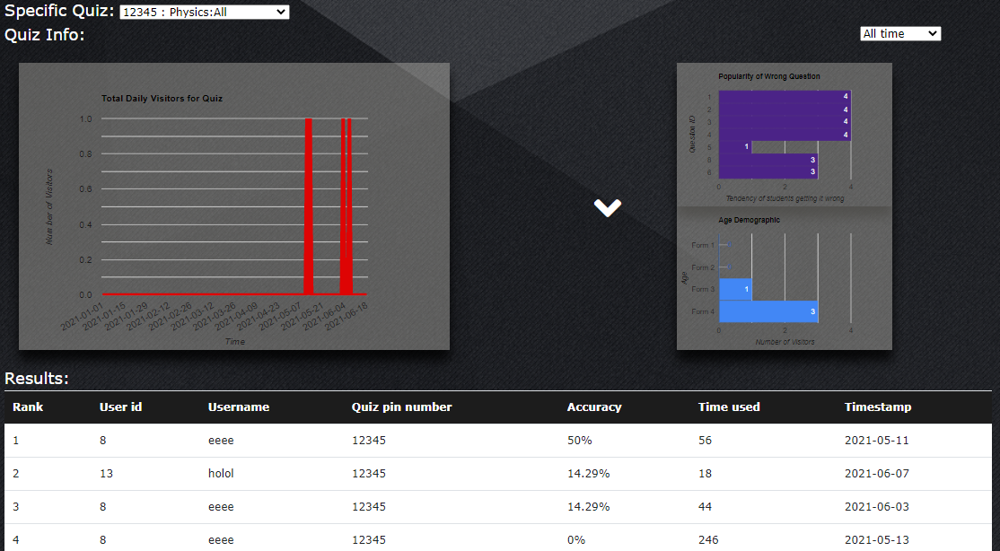 Specific Quiz: 12345 : Physics:All
Quiz Info:
All time
Total Daily Visitors for Quiz
Number of Visitors
1.0
0.8
0.6
0.4
0.2
0.0
2021-01-01 2021-01-15 2021-01-29 2021-02-12 2021-02-26 2021-03-12 2021-03-26 2021-04-09 2021-04-23 2021-05-07 2021-05-21 2021-06-04 2021-06-18
Time
Popularity of Wrong Question
Question ID
1 4
2 4
3 4
4 4
5 1
8 3
6 3
0 2 4
Tendency of students getting it wrong
Age Demographic
Age
Form 1
Form 2
Form 3 1
Form 4 3
0 2 4
Number of Visitors
Results:
Rank User id Username Quiz pin number Accuracy Time used Timestamp
1 8 eeee 12345 50% 56 2021-05-11
2 13 holol 12345 14.29% 18 2021-06-07
3 8 eeee 12345 14.29% 44 2021-06-03
4 8 eeee 12345 0% 246 2021-05-13